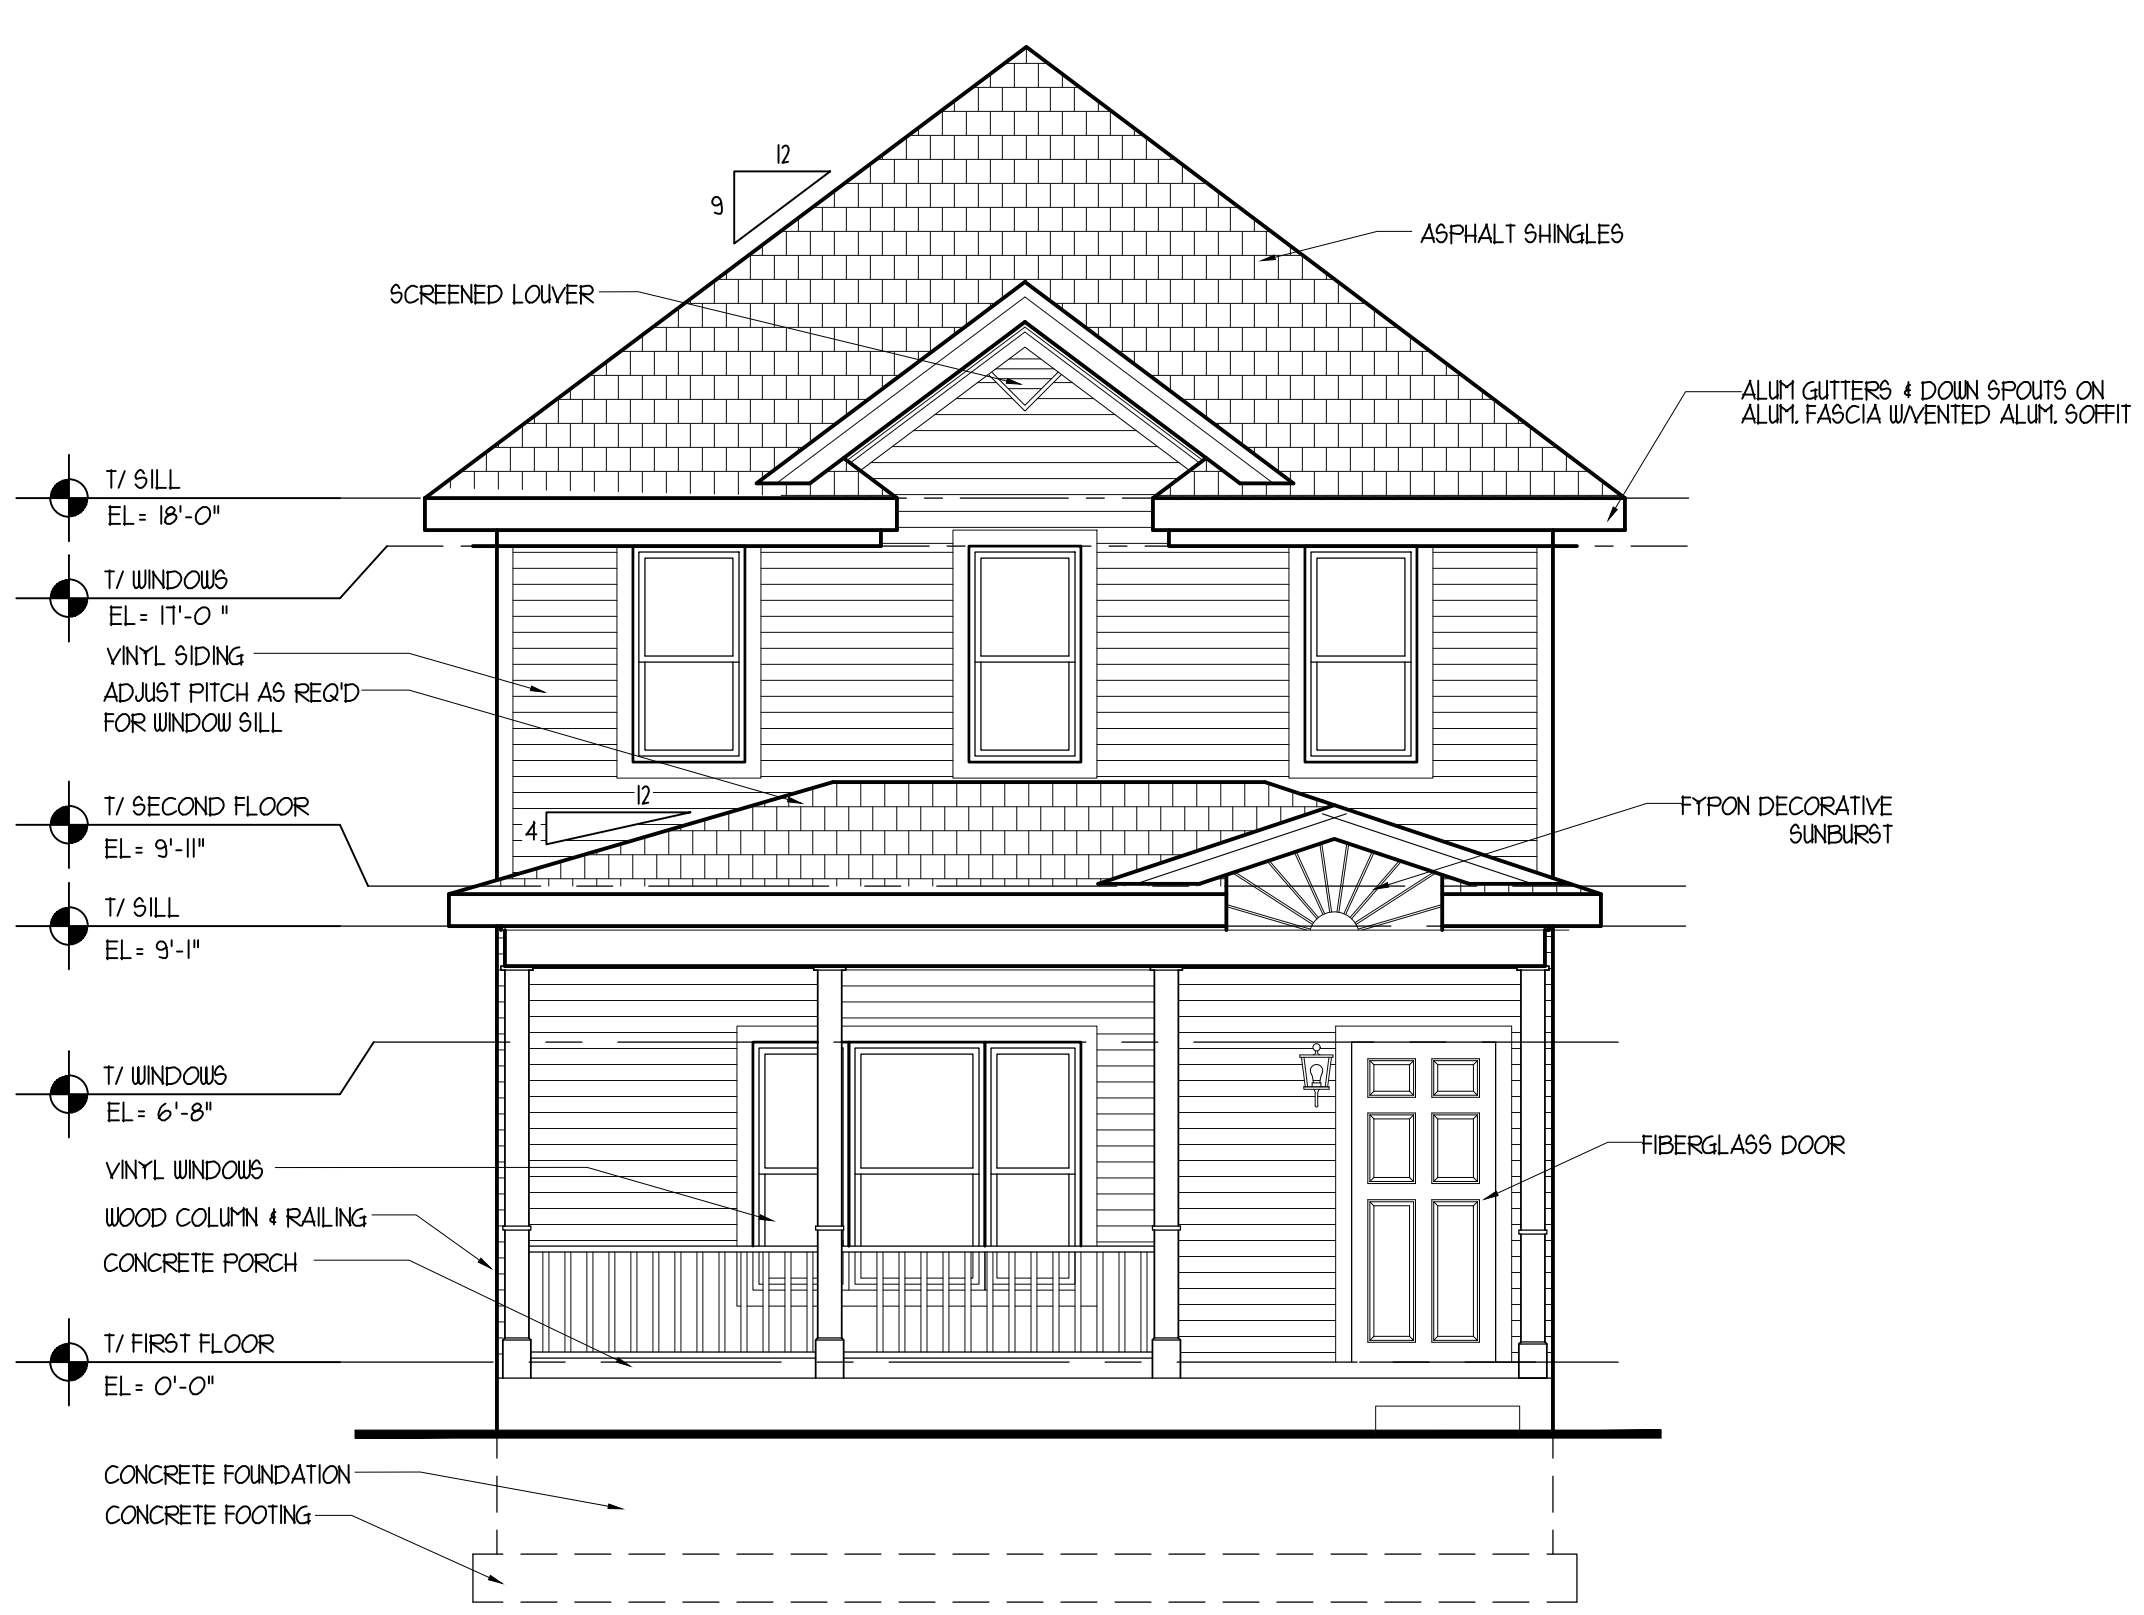 12
9
ASPHALT SHINGLES
SCREENED LOUVER
ALUM GUTTERS & DOWN SPOUTS ON
ALUM. FASCIA W/VENTED ALUM. SOFFIT
T/ SILL
EL= 18'-0"
T/ WINDOWS
EL= 17'-0 "
VINYL SIDING
ADJUST PITCH AS REQ'D
FOR WINDOW SILL
12
4
T/ SECOND FLOOR
EL= 9'-11"
FYPON DECORATIVE
SUNBURST
T/ SILL
EL= 9'-1"
T/ WINDOWS
EL= 6'-8"
FIBERGLASS DOOR
VINYL WINDOWS
WOOD COLUMN & RAILING
CONCRETE PORCH
T/ FIRST FLOOR
EL= 0'-0"
CONCRETE FOUNDATION
CONCRETE FOOTING